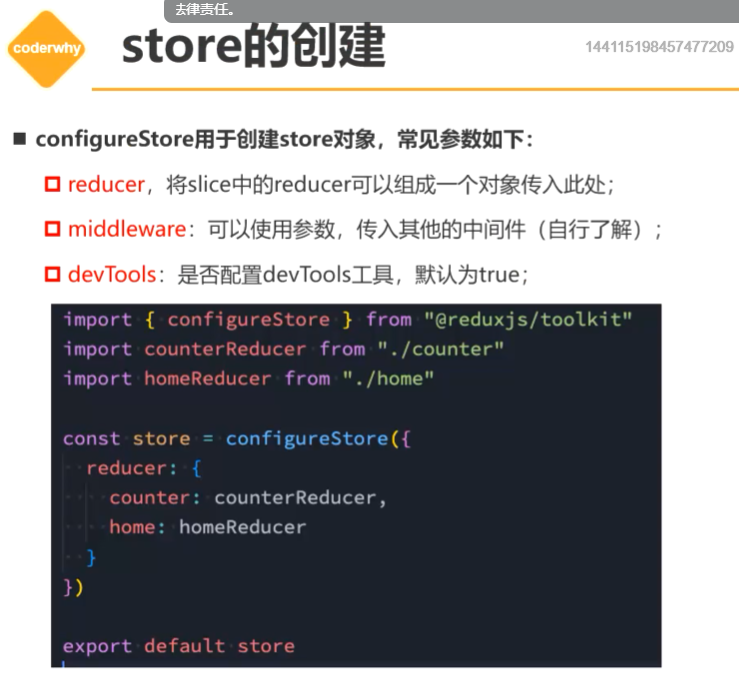 去律责任。
coderwhy
store的创建
144115198457477209
configureStore用于创建store对象，常见参数如下：
reducer，将slice中的reducer可以组成一个对象传入此处；
middleware：可以使用参数，传入其他的中间件（自行了解）；
devTools：是否配置devTools工具，默认为true；
import { configureStore } from "@reduxjs/toolkit"
import counterReducer from "./counter"
import homeReducer from "./home"
const store = configureStore({
  reducer: {
    counter: counterReducer,
    home: homeReducer
  }
})
export default store